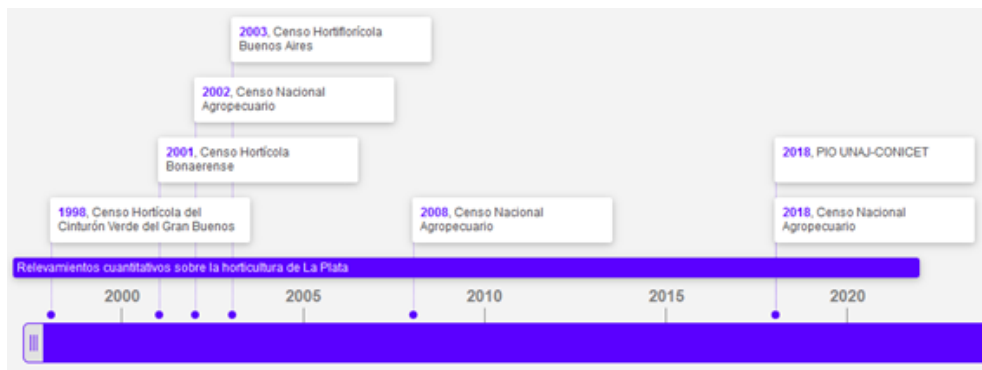 2003, Censo Hortiflorícola
Buenos Aires
2002, Censo Nacional
Agropecuario
2001, Censo Hortícola
Bonaerense
2018, PIO UNAJ-CONICET
1998, Censo Hortícola del
Cinturón Verde del Gran Buenos
2008, Censo Nacional
Agropecuario
2018, Censo Nacional
Agropecuario
Relevamientos cuantitativos sobre la horticultura de La Plata
2000
2005
2010
2015
2020